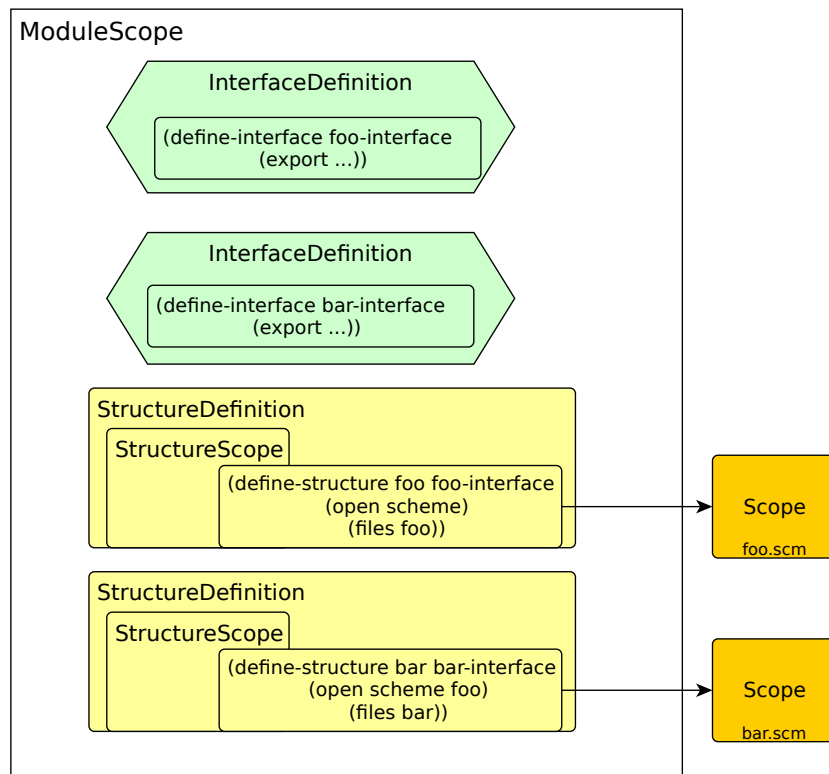 ModuleScope
InterfaceDefinition
(define-interface foo-interface
(export ...))
InterfaceDefinition
(define-interface bar-interface
(export ...))
StructureDefinition
StructureScope
(define-structure foo foo-interface
(open scheme)
(files foo))
Scope
foo.scm
StructureDefinition
StructureScope
(define-structure bar bar-interface
(open scheme foo)
(files bar))
Scope
bar.scm